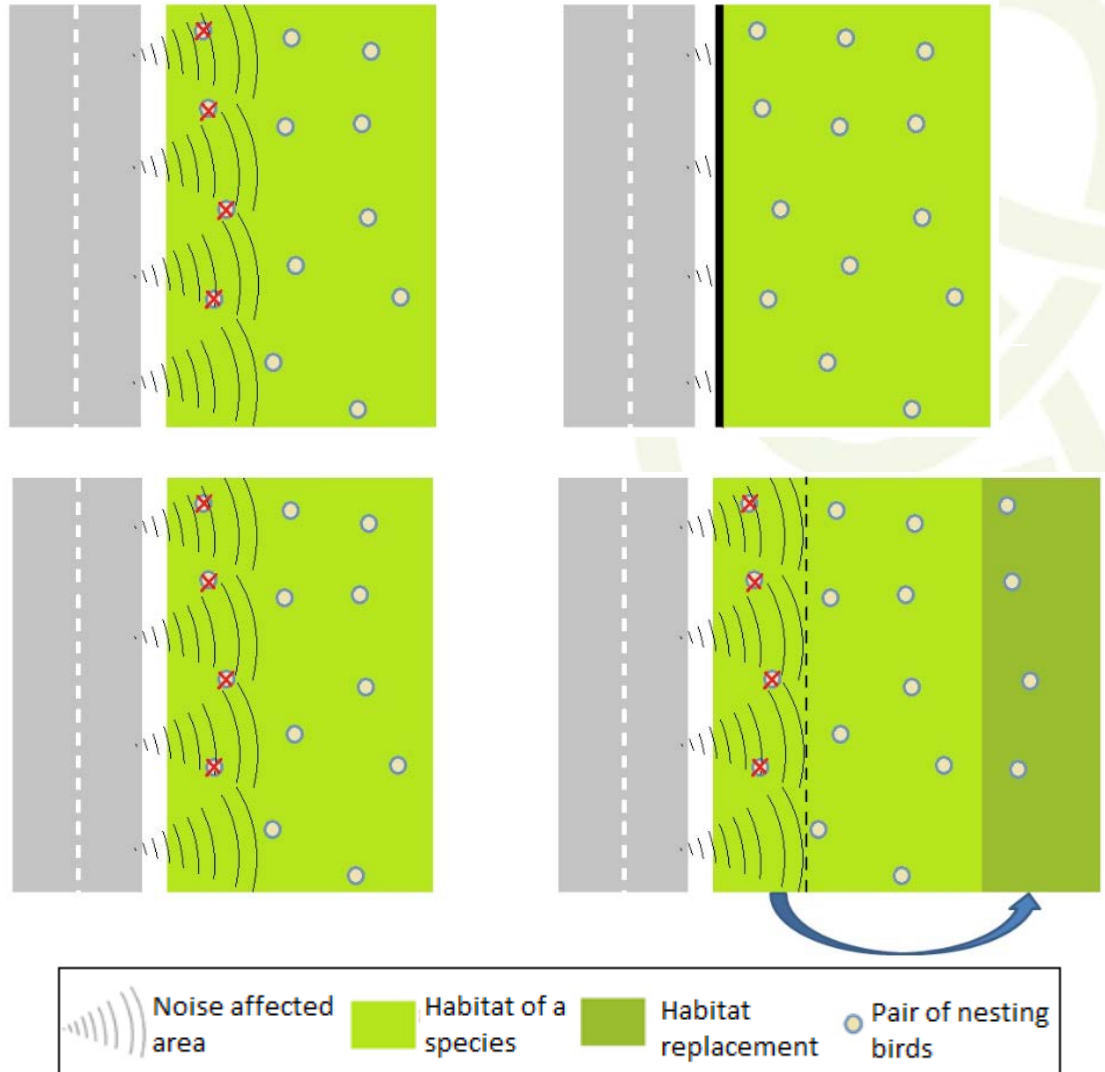 Noise affected
area
Habitat of a
species
Habitat
replacement
Pair of nesting
birds